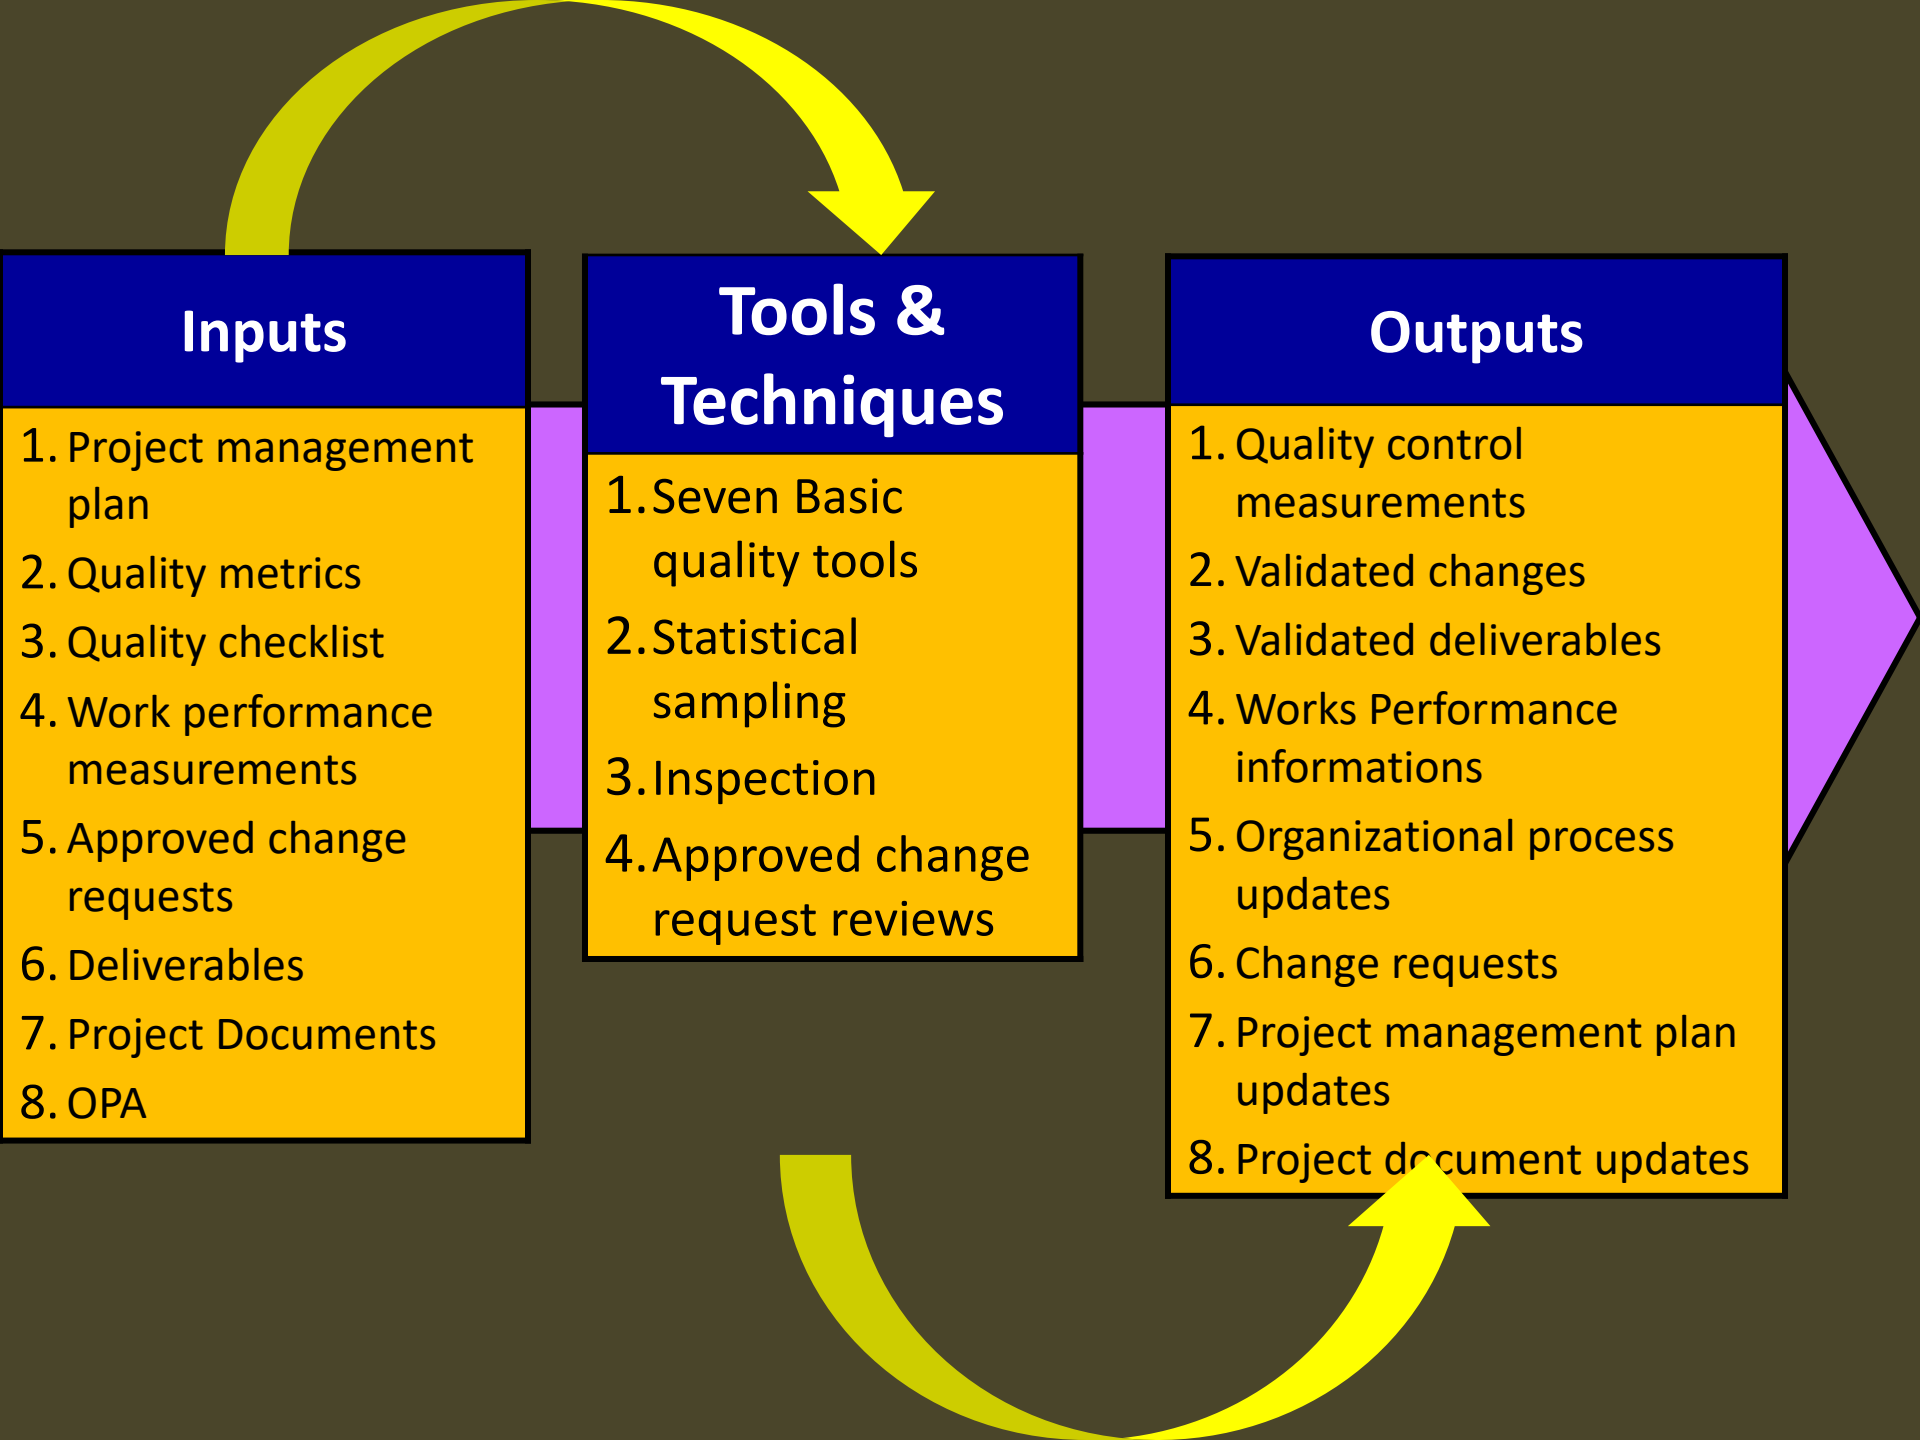 Inputs
1. Project management
plan
2. Quality metrics
3. Quality checklist
4. Work performance
measurements
5. Approved change
requests
6. Deliverables
7. Project Documents
8. OPA
Tools &
Techniques
1. Seven Basic
quality tools
2. Statistical
sampling
3. Inspection
4. Approved change
request reviews
Outputs
1. Quality control
measurements
2. Validated changes
3. Validated deliverables
4. Works Performance
informations
5. Organizational process
updates
6. Change requests
7. Project management plan
updates
8. Project document updates